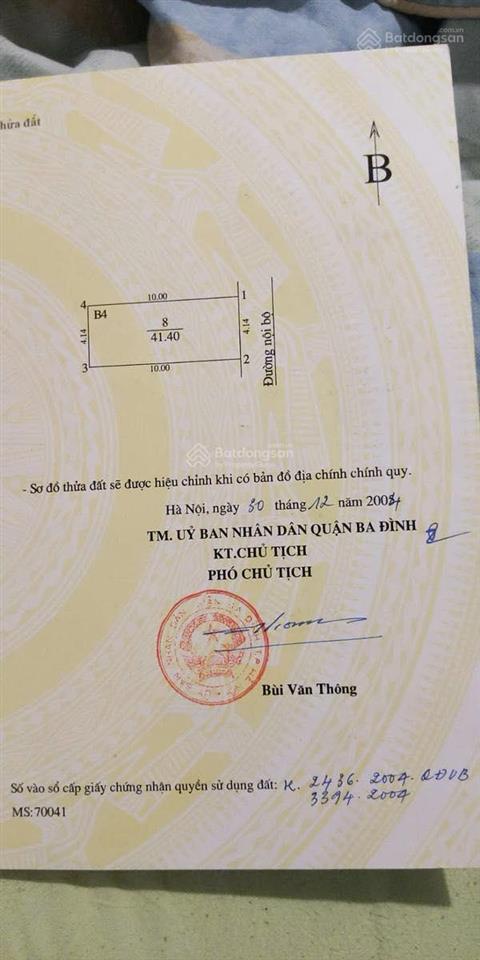 Batdongsan
.com.vn
hửa đất
B
4
B4
10.00
1
4.14
8
41.40
4.14
Đường nội bộ
3
10.00
2
Batdongsan
- Sơ đồ thửa đất sẽ được hiệu chỉnh khi có bản đồ địa chính chính quy.
Hà Nội, ngày 30 tháng 12 năm 2004
TM. UỶ BAN NHÂN DÂN QUẬN BA ĐÌNH
KT.CHỦ TỊCH
PHÓ CHỦ TỊCH
Bùi Văn Thông
Số vào sổ cấp giấy chứng nhận quyền sử dụng đất: K. 2436. 2004. QĐUB
3394. 2004
MS: 70041